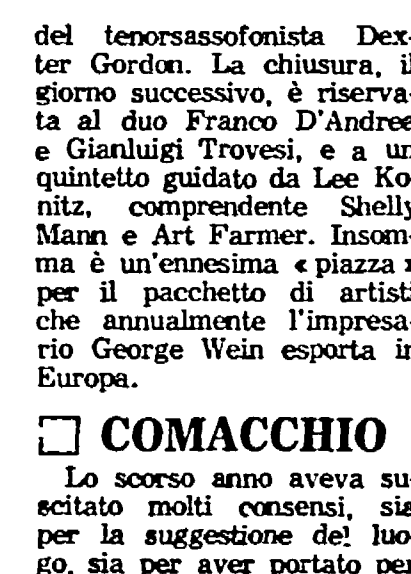 del tenorsassofonista Dex-
ter Gordon. La chiusura, il
giorno successivo, è riserva-
ta al duo Franco D'Andrea
e Gianluigi Trovesi, e a un
quintetto guidato da Lee Ko-
nitz, comprendente Shelly
Mann e Art Farmer. Insom-
ma è un'ennesima « piazza »
per il pacchetto di artisti
che annualmente l'impresa-
rio George Wein esporta in
Europa.
COMACCHIO
Lo scorso anno aveva su-
scitato molti consensi, sia
per la suggestione del luo-
go, sia per aver portato per